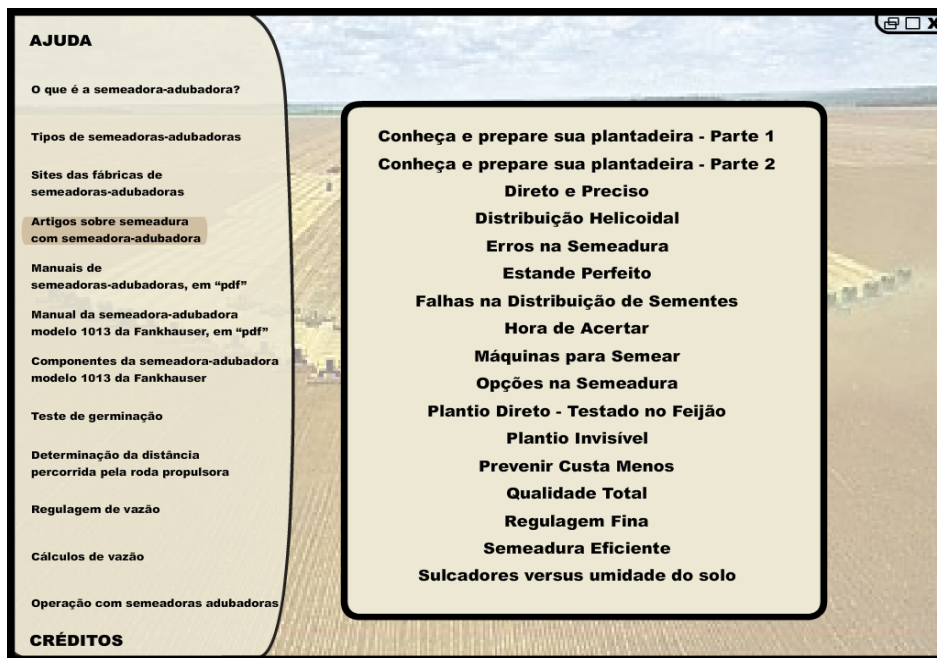 AJUDA
O que é a semeadora-adubadora?
Tipos de semeadoras-adubadoras
Sites das fábricas de
semeadoras-adubadoras
Artigos sobre semeadura
com semeadora-adubadora
Manuais de
semeadoras-adubadoras, em “pdf”
Manual da semeadora-adubadora
modelo 1013 da Fankhauser, em “pdf”
Componentes da semeadora-adubadora
modelo 1013 da Fankhauser
Teste de germinação
Determinação da distância
percorrida pela roda propulsora
Regulagem de vazão
Cálculos de vazão
Operação com semeadoras adubadoras
CRÉDITOS
Conheça e prepare sua plantadeira - Parte 1
Conheça e prepare sua plantadeira - Parte 2
Direto e Preciso
Distribuição Helicoidal
Erros na Semeadura
Estande Perfeito
Falhas na Distribuição de Sementes
Hora de Acertar
Máquinas para Semear
Opções na Semeadura
Plantio Direto - Testado no Feijão
Plantio Invisível
Prevenir Custa Menos
Qualidade Total
Regulagem Fina
Semeadura Eficiente
Sulcadores versus umidade do solo